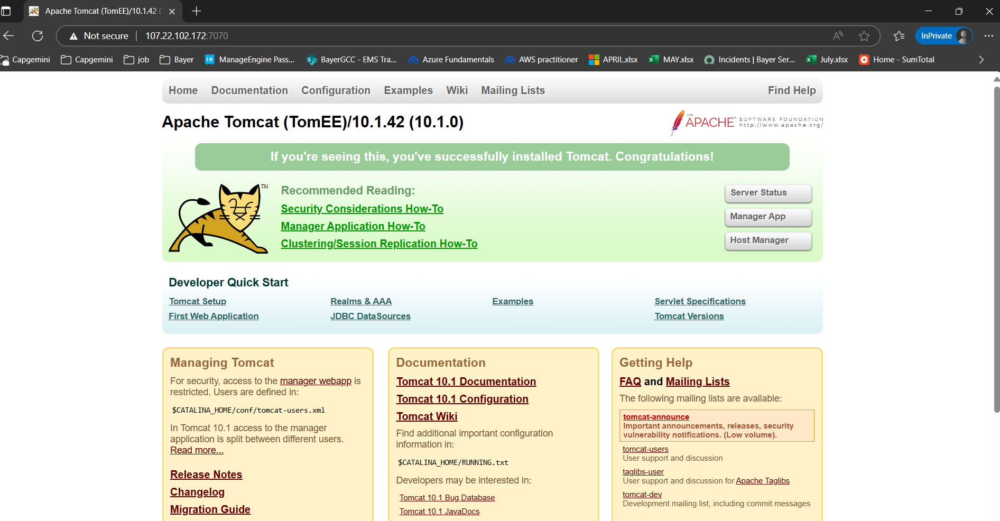 Apache Tomcat (TomEE)/10.1.42 (
Not secure 107.22.102.172:7070 InPrivate
Capgemini Capgemini job Bayer ManageEngine Pass... BayerGCC - EMS Tra... Azure Fundamentals AWS practitioner APRIL.xlsx MAY.xlsx Incidents | Bayer Ser... July.xlsx Home - SumTotal
Home Documentation Configuration Examples Wiki Mailing Lists Find Help
Apache Tomcat (TomEE)/10.1.42 (10.1.0)
THE APACHE SOFTWARE FOUNDATION
http://www.apache.org/
If you're seeing this, you've successfully installed Tomcat. Congratulations!
TM
Recommended Reading:
Security Considerations How-To
Manager Application How-To
Clustering/Session Replication How-To
Server Status
Manager App
Host Manager
Developer Quick Start
Tomcat Setup Realms & AAA Examples Servlet Specifications
First Web Application JDBC DataSources Tomcat Versions
Managing Tomcat
For security, access to the manager webapp is
restricted. Users are defined in:
$CATALINA_HOME/conf/tomcat-users.xml
In Tomcat 10.1 access to the manager
application is split between different users.
Read more...
Release Notes
Changelog
Migration Guide
Documentation
Tomcat 10.1 Documentation
Tomcat 10.1 Configuration
Tomcat Wiki
Find additional important configuration
information in:
$CATALINA_HOME/RUNNING.txt
Developers may be interested in:
Tomcat 10.1 Bug Database
Tomcat 10.1 JavaDocs
Getting Help
FAQ and Mailing Lists
The following mailing lists are available:
tomcat-announce
Important announcements, releases, security
vulnerability notifications. (Low volume).
tomcat-users
User support and discussion
taglibs-user
User support and discussion for Apache Taglibs
tomcat-dev
Development mailing list, including commit messages